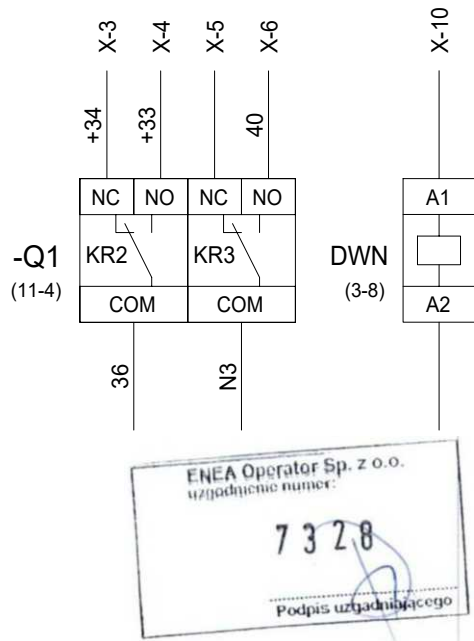 X-3
X-4
X-5
X-6
X-10
+34
+33
40
NC NO NC NO
A1
-Q1
KR2
KR3
DWN
(11-4)
(3-8)
COM
COM
A2
36
N3
ENEA Operator Sp. z o.o.
uzgodnienie numer:
7328
Podpis uzgadniającego